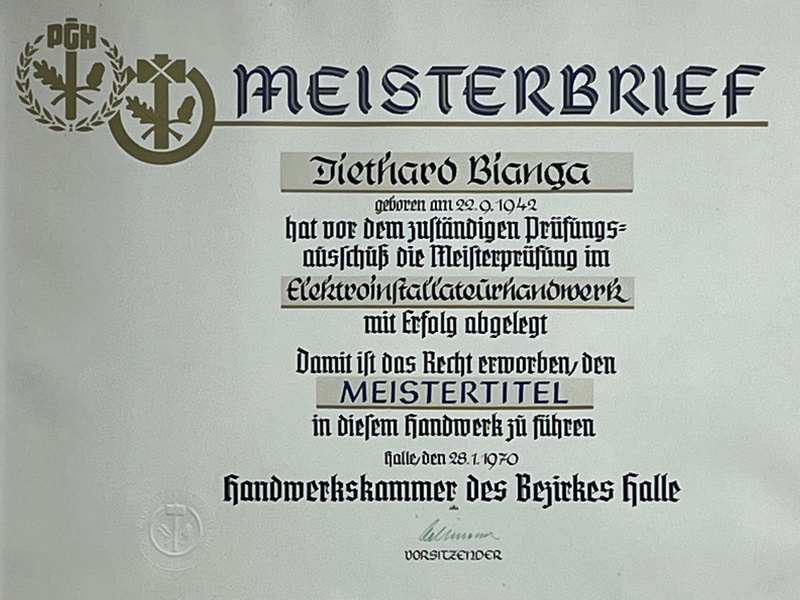 PGH
MEISTERBRIEF
Diethard Bianga
geboren am 22.9.1942
hat vor dem zuständigen Prüfungs=
ausschuß die Meisterprüfung im
Elektroinstallateurhandwerk
mit Erfolg abgelegt
Damit ist das Recht erworben, den
MEISTERTITEL
in diesem Handwerk zu führen
Halle, den 28.1.1970
Handwerkskammer des Bezirkes Halle
VORSITZENDER